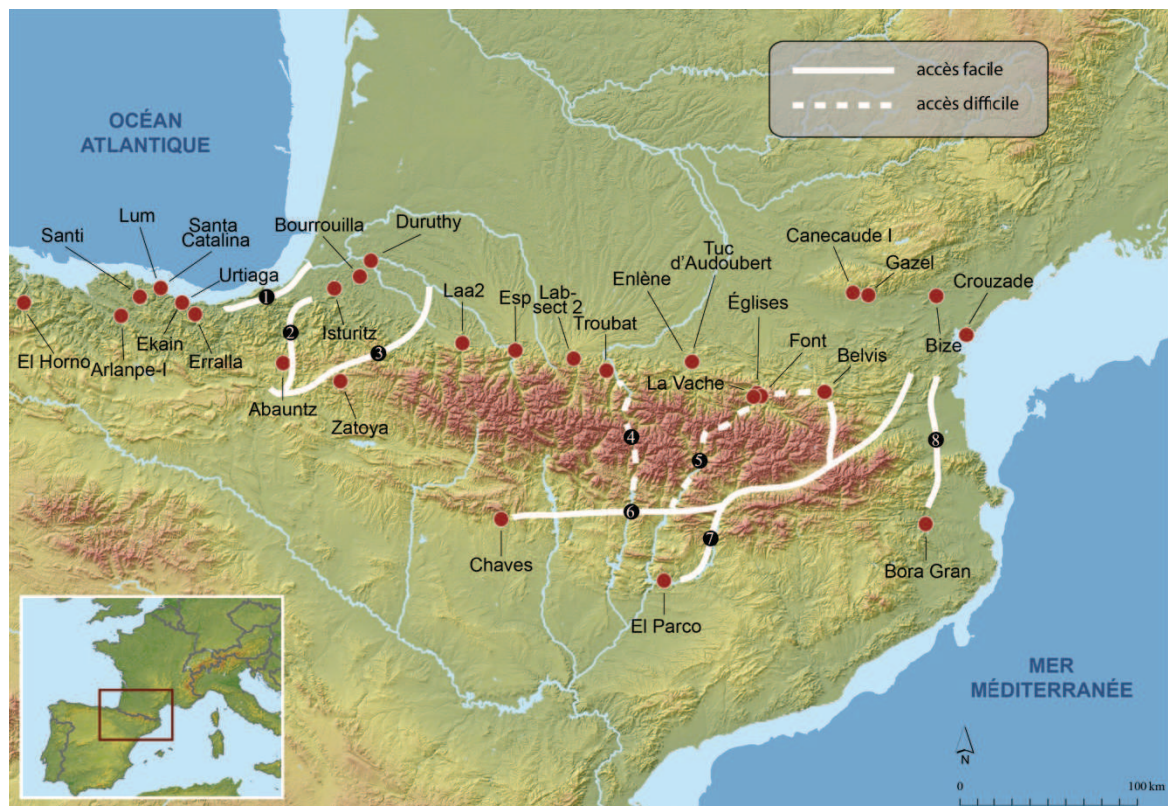 accès facile
accès difficile
OCÉAN
ATLANTIQUE
Lum
Santa
Catalina
Santi
Urtiaga
Bourrouilla
Duruthy
Tuc
d'Audoubert
Canecaude I
Gazel
Crouzade
Enlène
Églises
Laa2
Esp
Lab-
sect 2
Troubat
Font
Belvis
Bize
El Horno
Arlanpe-I
Ekain
Erralla
Isturitz
La Vache
Abauntz
Zatoya
1
2
3
4
5
6
7
8
Chaves
El Parco
Bora Gran
MER
MÉDITERRANÉE
N
0
100 km